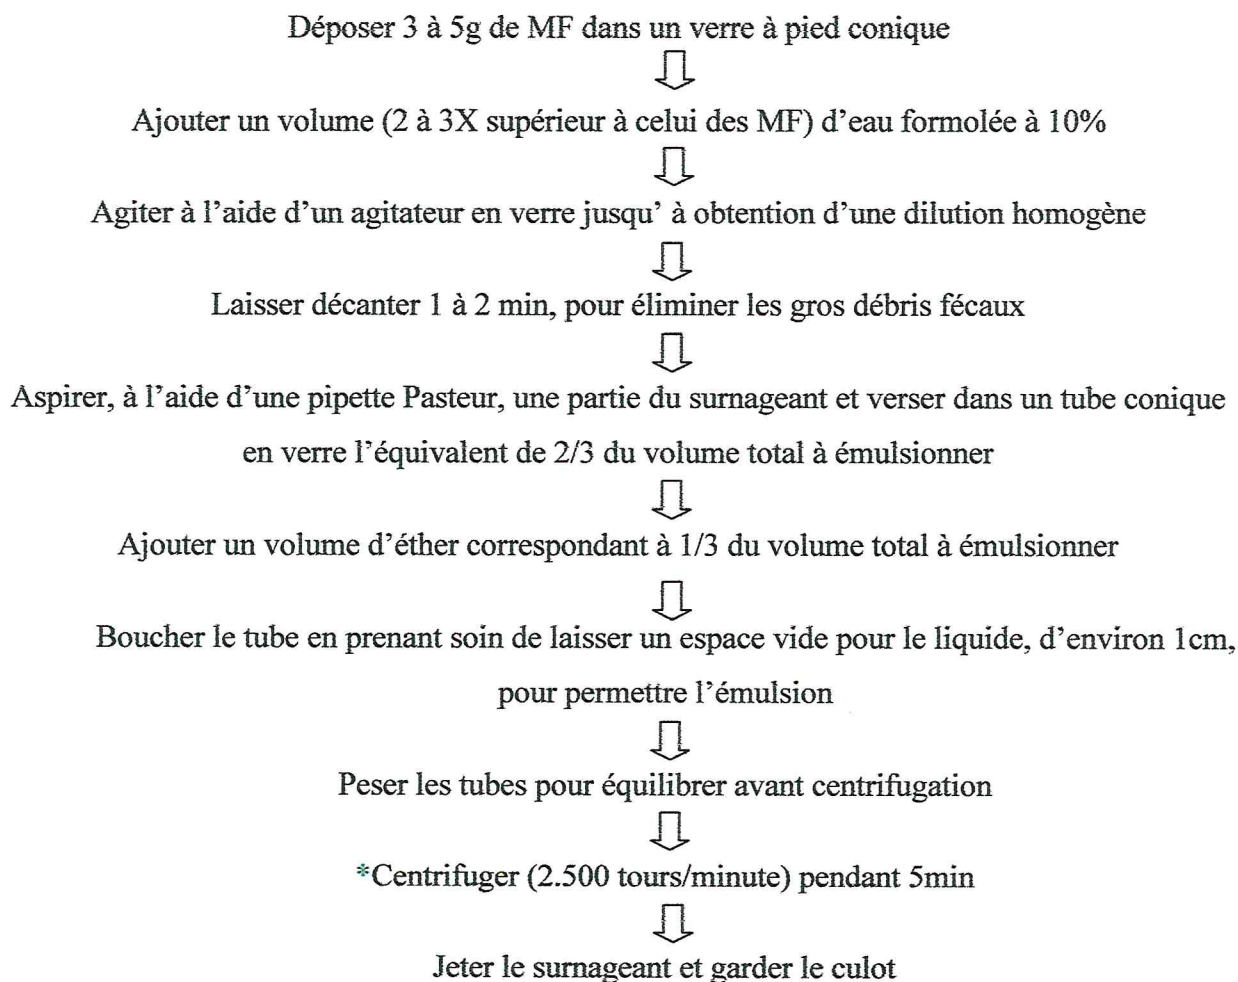 Déposer 3 à 5g de MF dans un verre à pied conique
Ajouter un volume (2 à 3X supérieur à celui des MF) d'eau formolée à 10%
Agiter à l'aide d'un agitateur en verre jusqu' à obtention d'une dilution homogène
Laisser décanter 1 à 2 min, pour éliminer les gros débris fécaux
Aspirer, à l'aide d'une pipette Pasteur, une partie du surnageant et verser dans un tube conique
en verre l'équivalent de 2/3 du volume total à émulsionner
Ajouter un volume d'éther correspondant à 1/3 du volume total à émulsionner
Boucher le tube en prenant soin de laisser un espace vide pour le liquide, d'environ 1cm,
pour permettre l'émulsion
Peser les tubes pour équilibrer avant centrifugation
*Centrifuger (2.500 tours/minute) pendant 5min
Jeter le surnageant et garder le culot